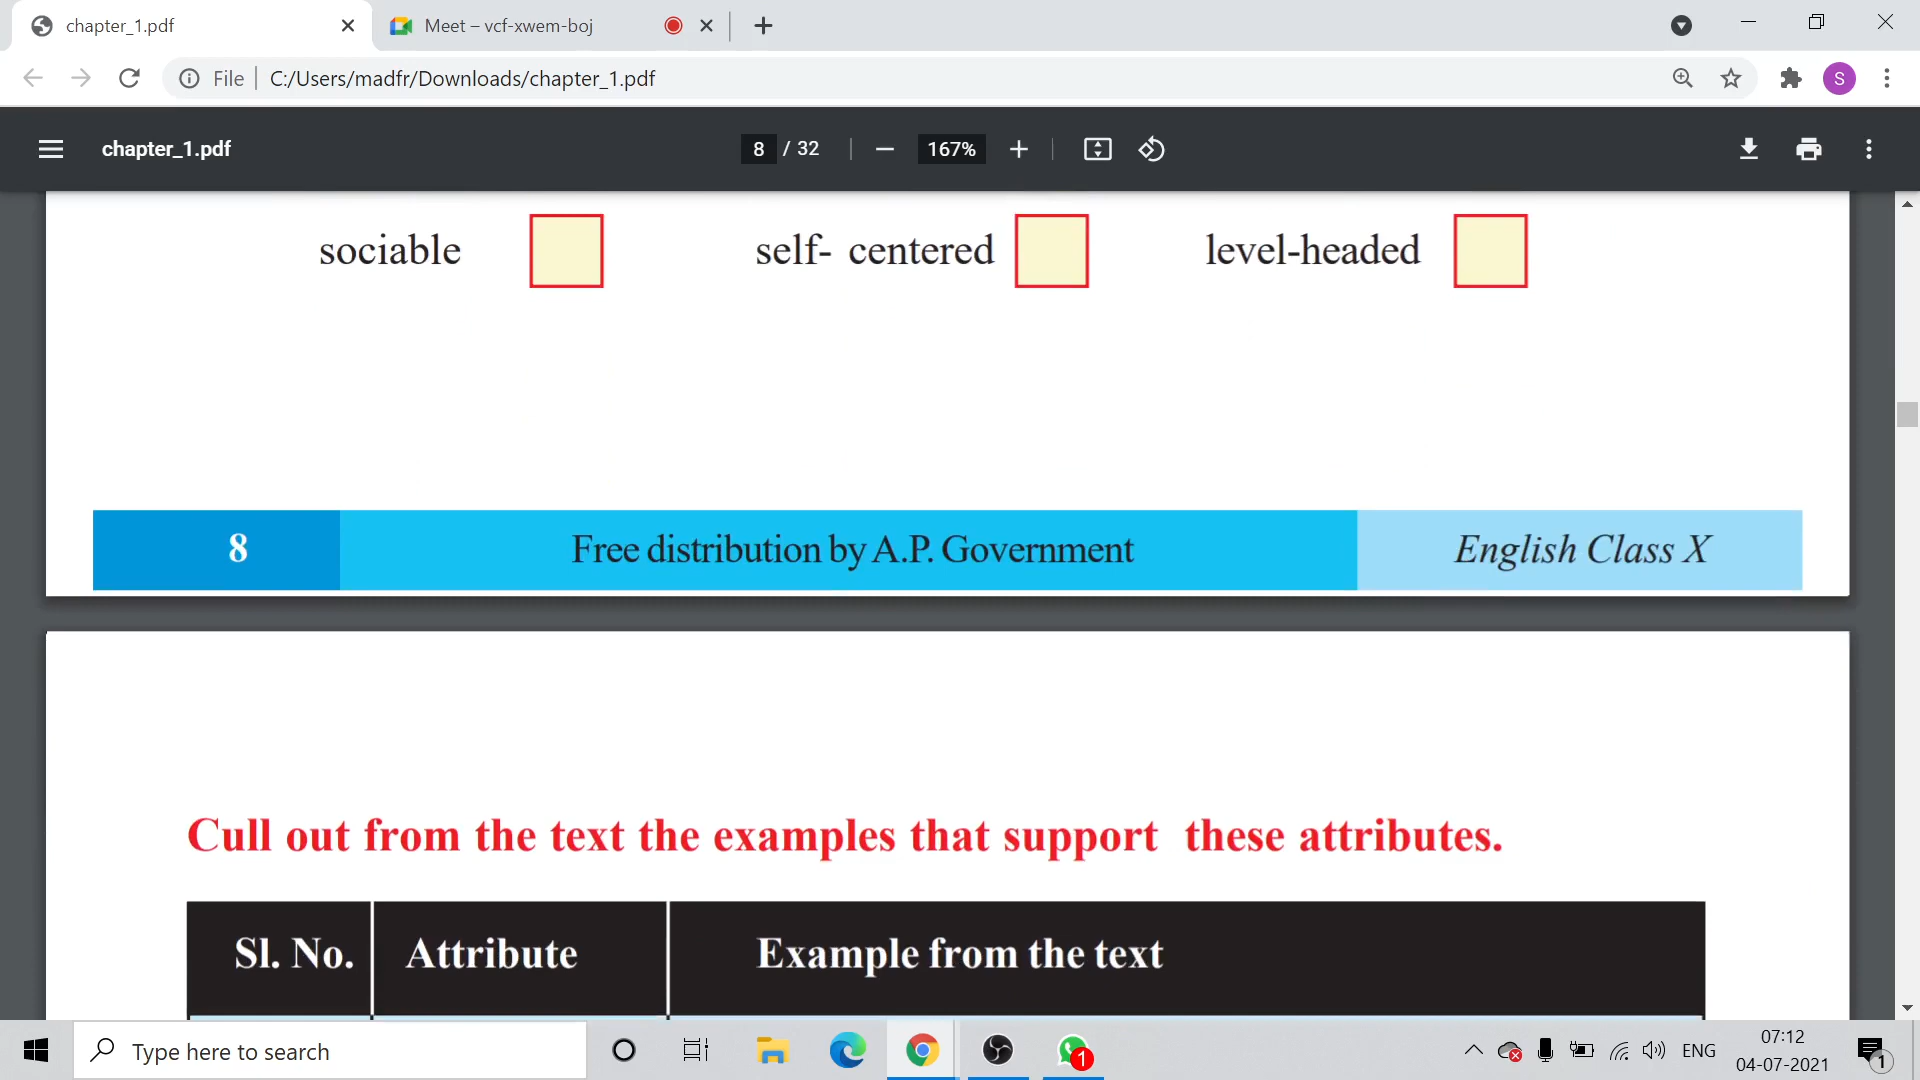 chapter_1.pdf
Meet – vcf-xwem-boj
File
C:/Users/madfr/Downloads/chapter_1.pdf
S
chapter_1.pdf
8 / 32
167%
sociable
self- centered
level-headed
8
Free distribution by A.P. Government
English Class X
Cull out from the text the examples that support these attributes.
Sl. No.
Attribute
Example from the text
Type here to search
1
ENG
07:12
04-07-2021
1